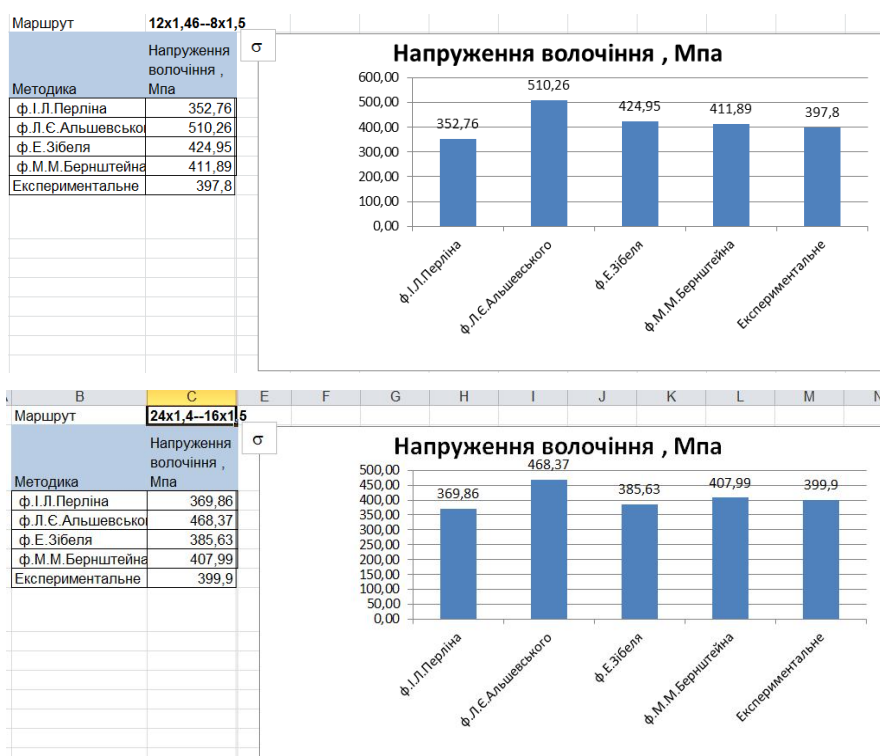 Маршрут 12х1,46--8х1,5
Методика Напруження волочіння , Мпа
ф.І.Л.Перліна 352,76
ф.Л.Є.Альшевсько 510,26
ф.Е.Зібеля 424,95
ф.М.М.Бернштейна 411,89
Експериментальне 397,8
σ
Напруження волочіння , Мпа
600,00
500,00
400,00
300,00
200,00
100,00
0,00
352,76
510,26
424,95
411,89
397,8
ф.І.Л.Перліна
ф.Л.Є.Альшевського
ф.Е.Зібеля
ф.М.М.Бернштейна
Експериментальне
B C E F G H I J K L M N
Маршрут 24х1,4--16х1,5
Методика Напруження волочіння , Мпа
ф.І.Л.Перліна 369,86
ф.Л.Є.Альшевсько 468,37
ф.Е.Зібеля 385,63
ф.М.М.Бернштейна 407,99
Експериментальне 399,9
σ
Напруження волочіння , Мпа
500,00
450,00
400,00
350,00
300,00
250,00
200,00
150,00
100,00
50,00
0,00
369,86
468,37
385,63
407,99
399,9
ф.І.Л.Перліна
ф.Л.Є.Альшевського
ф.Е.Зібеля
ф.М.М.Бернштейна
Експериментальне